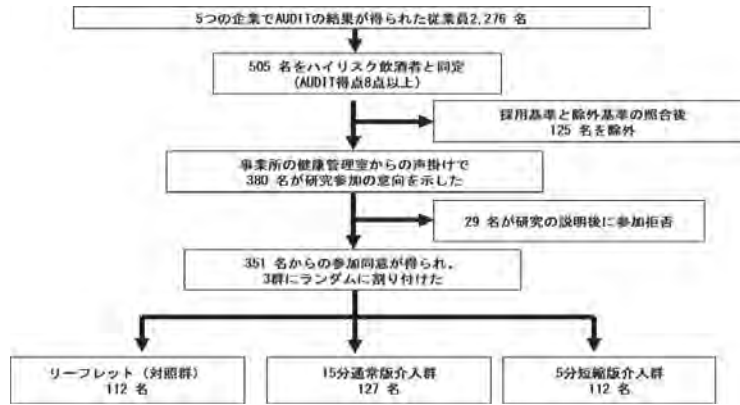 5つの企業でAUDITの結果が得られた従業員2,276 名
505 名をハイリスク飲酒者と同定
(AUDIT得点8点以上)
採用基準と除外基準の照合後
125 名を除外
事業所の健康管理室からの声掛けで
380 名が研究参加の意向を示した
29 名が研究の説明後に参加拒否
351 名からの参加同意が得られ、
3群にランダムに割り付けた
リーフレット（対照群）
112 名
15分通常版介入群
127 名
5分短縮版介入群
112 名